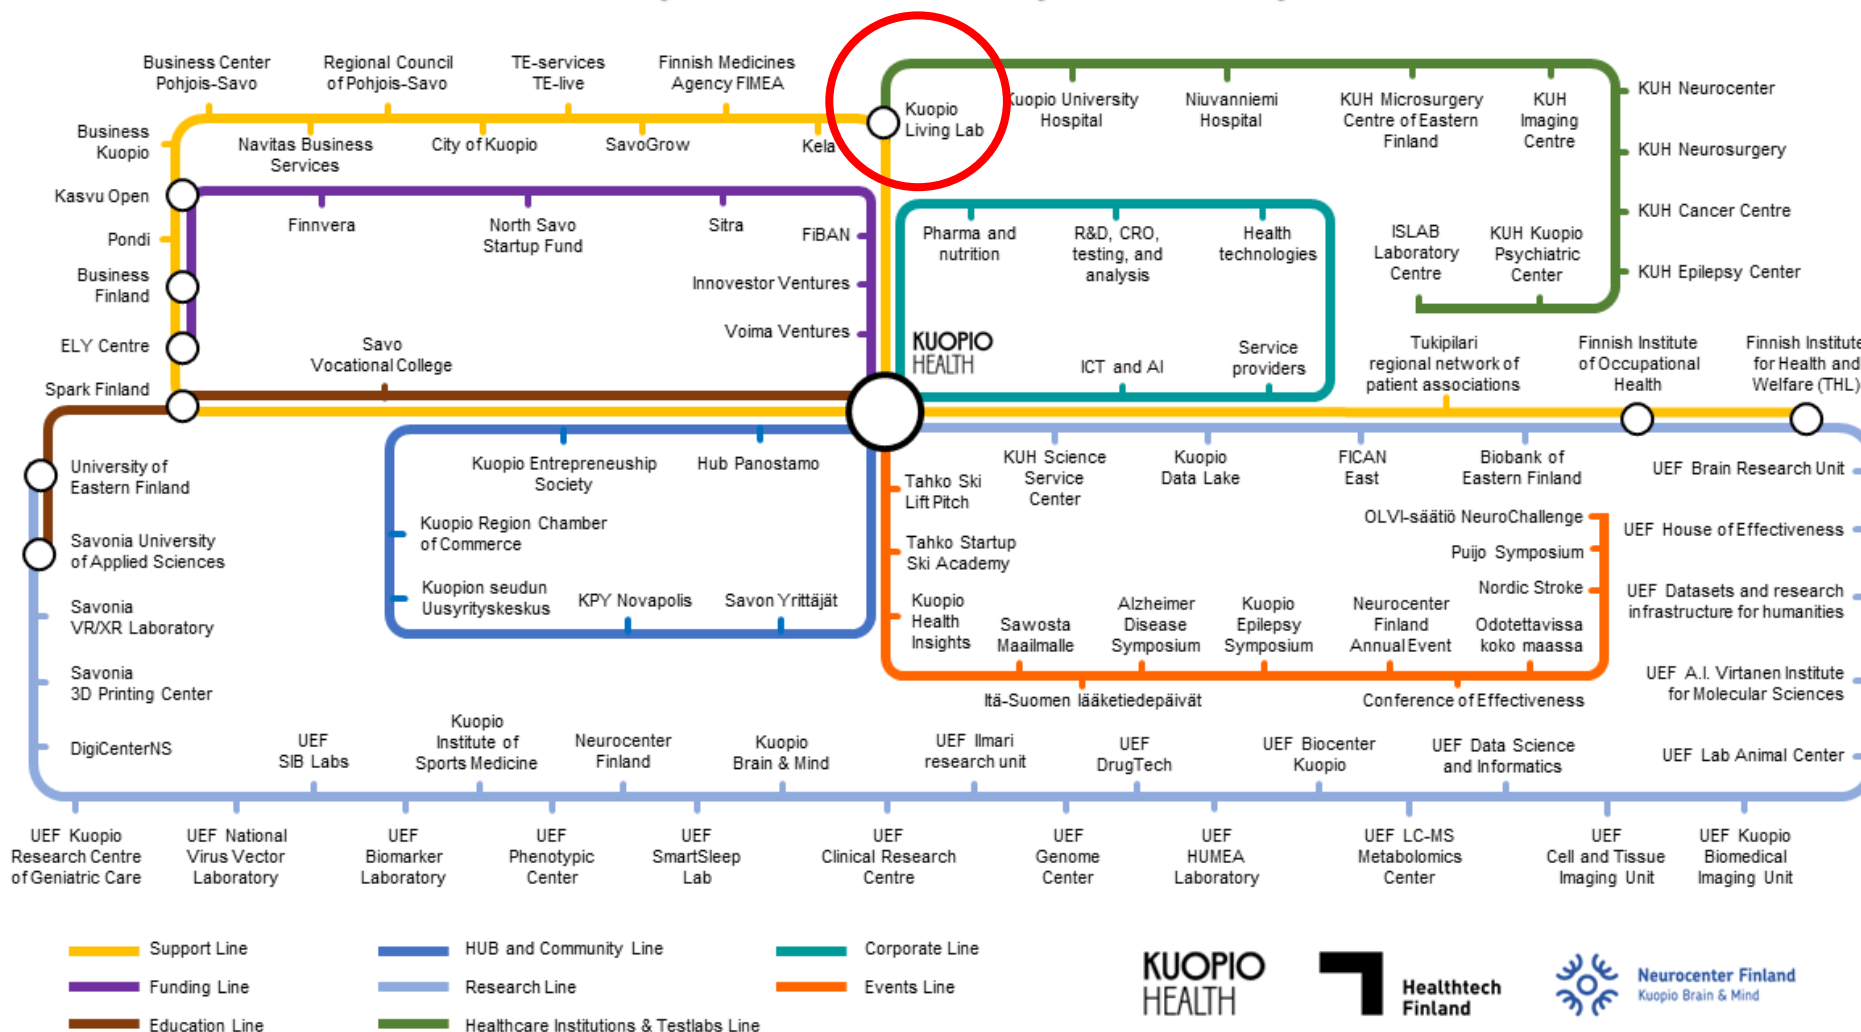 Business Center
Pohjois-Savo
Regional Council
of Pohjois-Savo
TE-services
TE-live
Finnish Medicines
Agency FIMEA
Business
Kuopio
Navitas Business
Services
City of Kuopio
SavoGrow
Kela
Kuopio
Living Lab
Kuopio University
Hospital
Niuvanniemi
Hospital
KUH Microsurgery
Centre of Eastern
Finland
KUH
Imaging
Centre
KUH Neurocenter
KUH Neurosurgery
KUH Cancer Centre
KUH Epilepsy Center
ISLAB
Laboratory
Centre
KUH Kuopio
Psychiatric
Center
Kasvu Open
Pondi
Business
Finland
ELY Centre
Spark Finland
Finnvera
North Savo
Startup Fund
Sitra
FiBAN
Innovestor Ventures
Voima Ventures
Savo
Vocational College
Pharma and
nutrition
R&D, CRO,
testing, and
analysis
Health
technologies
KUOPIO
HEALTH
ICT and AI
Service
providers
Tukipilari
regional network of
patient associations
Finnish Institute
of Occupational
Health
Finnish Institute
for Health and
Welfare (THL)
University of
Eastern Finland
Savonia University
of Applied Sciences
Savonia
VR/XR Laboratory
Savonia
3D Printing Center
DigiCenterNS
Kuopio Entrepreneuship
Society
Hub Panostamo
Kuopio Region Chamber
of Commerce
Kuopion seudun
Uusyrityskeskus
KPY Novapolis
Savon Yrittäjät
Tahko Ski
Lift Pitch
Tahko Startup
Ski Academy
Kuopio
Health
Insights
KUH Science
Service
Center
Kuopio
Data Lake
FICAN
East
Biobank of
Eastern Finland
OLVI-säätiö NeuroChallenge
Puijo Symposium
Nordic Stroke
Odotettavissa
koko maassa
Sawosta
Maailmalle
Alzheimer
Disease
Symposium
Kuopio
Epilepsy
Symposium
Neurocenter
Finland
Annual Event
Itä-Suomen lääketiedepäivät
Conference of Effectiveness
UEF Brain Research Unit
UEF House of Effectiveness
UEF Datasets and research
infrastructure for humanities
UEF A.I. Virtanen Institute
for Molecular Sciences
UEF Lab Animal Center
UEF
SIB Labs
Kuopio
Institute of
Sports Medicine
Neurocenter
Finland
Kuopio
Brain & Mind
UEF Ilmari
research unit
UEF
DrugTech
UEF Biocenter
Kuopio
UEF Data Science
and Informatics
UEF Kuopio
Research Centre
of Geniatric Care
UEF National
Virus Vector
Laboratory
UEF
Biomarker
Laboratory
UEF
Phenotypic
Center
UEF
SmartSleep
Lab
UEF
Clinical Research
Centre
UEF
Genome
Center
UEF
HUMEA
Laboratory
UEF LC-MS
Metabolomics
Center
UEF
Cell and Tissue
Imaging Unit
UEF Kuopio
Biomedical
Imaging Unit
Support Line
Funding Line
Education Line
HUB and Community Line
Research Line
Healthcare Institutions & Testlabs Line
Corporate Line
Events Line
KUOPIO
HEALTH
Healthtech
Finland
Neurocenter Finland
Kuopio Brain & Mind